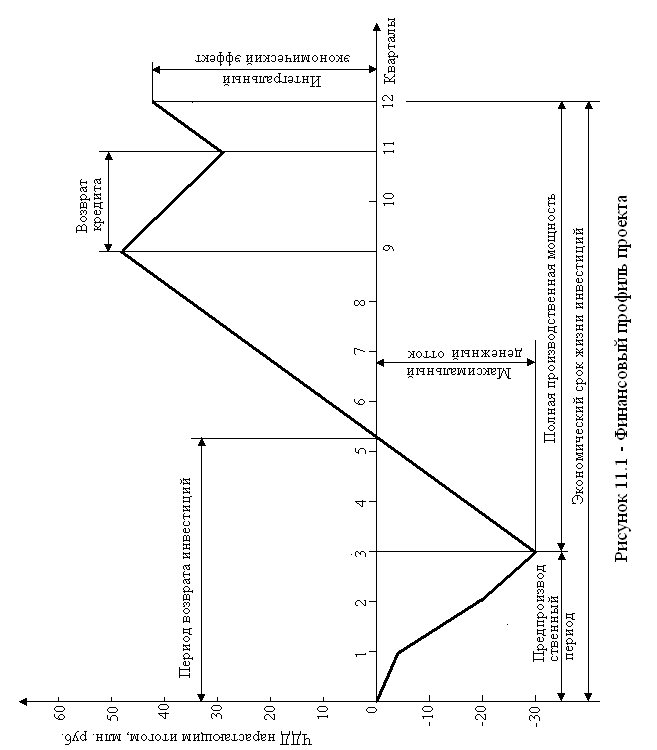 ЧДД нарастающим итогом, млн. руб.
60
50
40
30
20
10
0
-10
-20
-30
1
2
3
4
5
6
7
8
9
10
11
12
Кварталы
Период возврата инвестиций
Возврат
кредита
Интегральный
экономический эффект
Максимальный
денежный отток
Предпроизвод
ственный
период
Полная производственная мощность
Экономический срок жизни инвестиций
Рисунок 11.1 - Финансовый профиль проекта